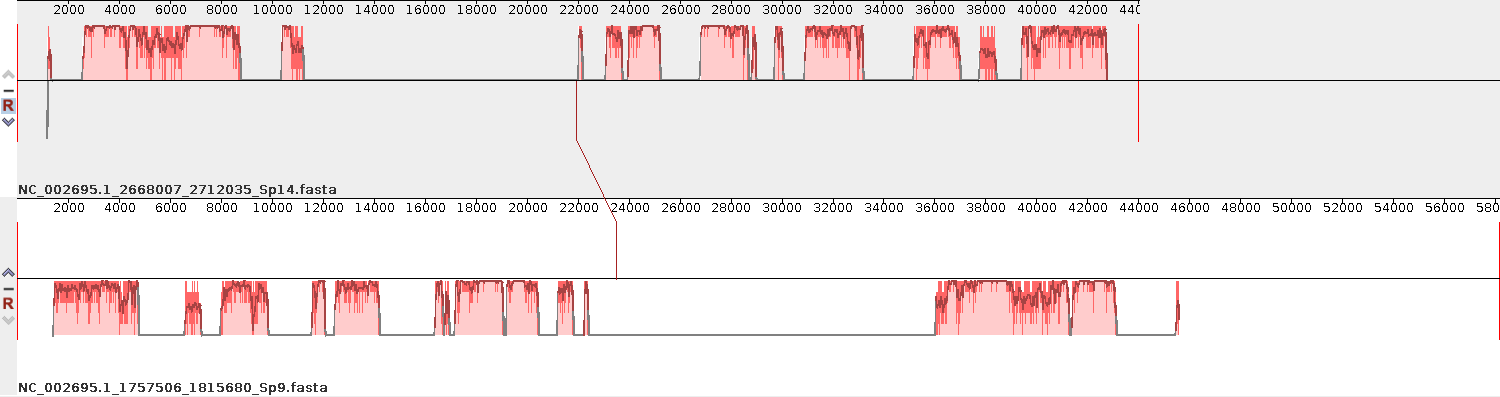 2000 4000 6000 8000 10000 12000 14000 16000 18000 20000 22000 24000 26000 28000 30000 32000 34000 36000 38000 40000 42000 440
R
NC_002695.1_2668007_2712035_Sp14.fasta
2000 4000 6000 8000 10000 12000 14000 16000 18000 20000 22000 24000 26000 28000 30000 32000 34000 36000 38000 40000 42000 44000 46000 48000 50000 52000 54000 56000 580
R
NC_002695.1_1757506_1815680_Sp9.fasta